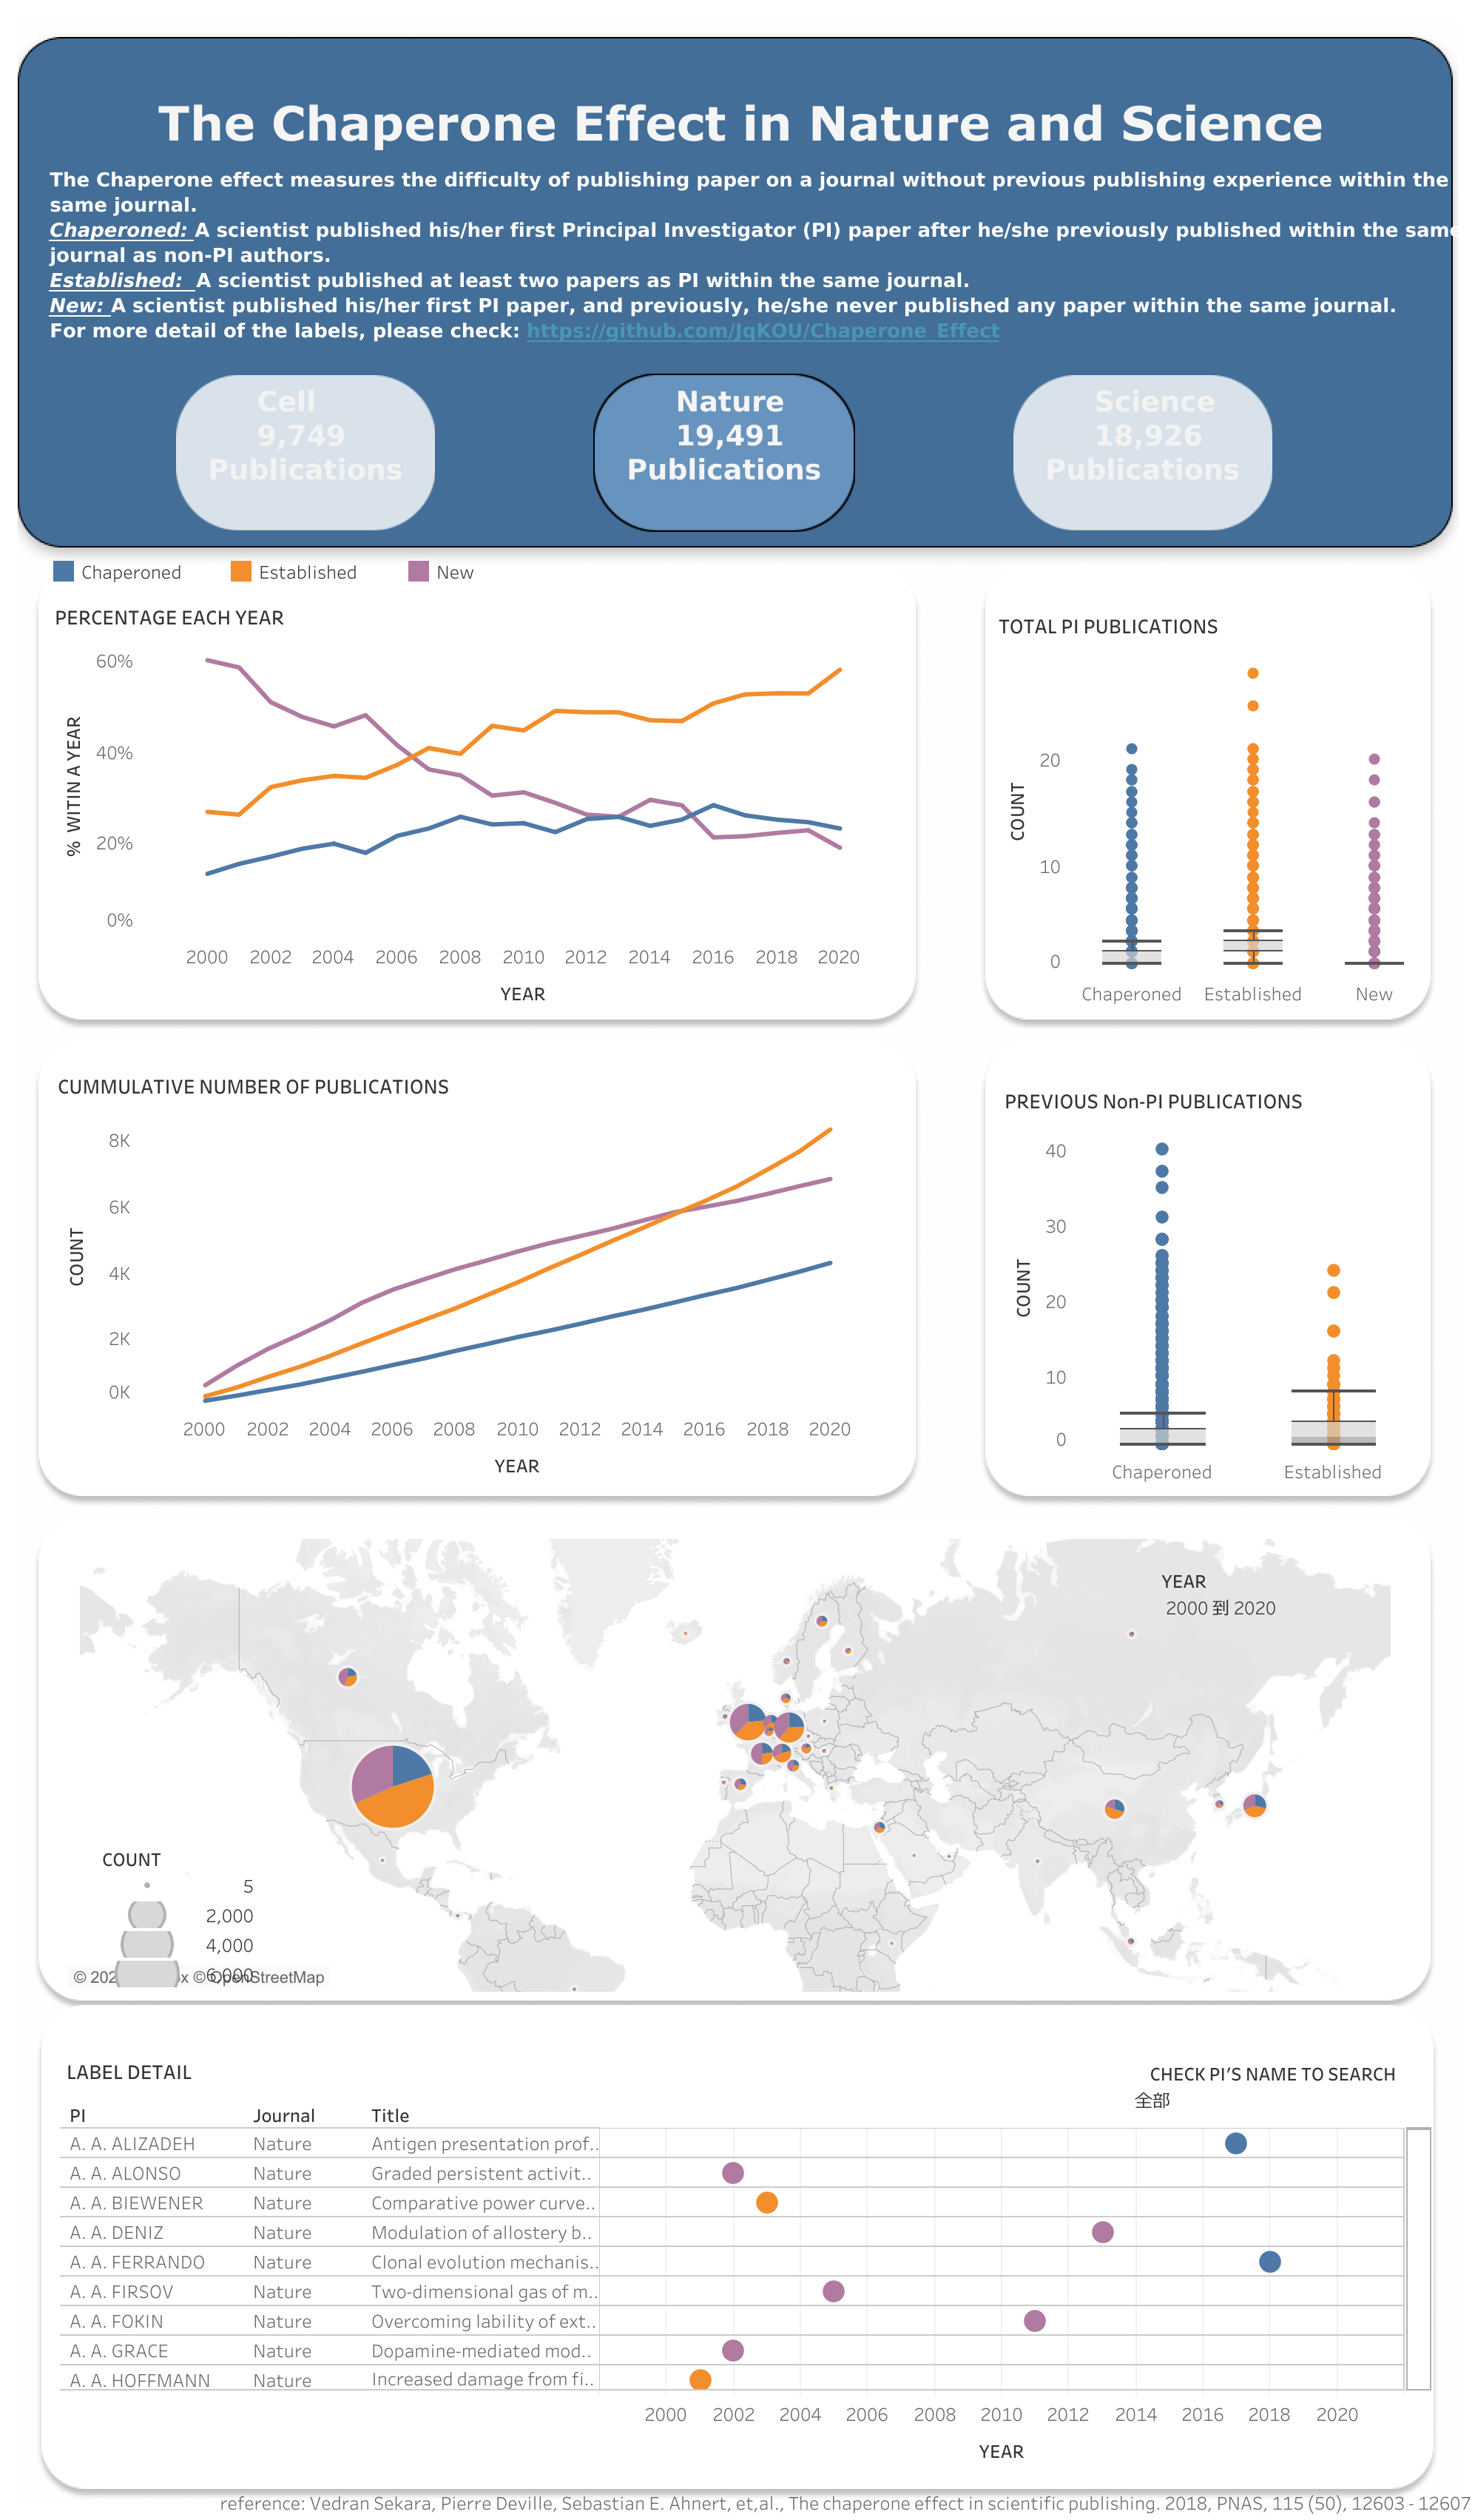 The Chaperone Effect in Nature and Science
The Chaperone effect measures the difficulty of publishing paper on a journal without previous publishing experience within the
same journal.
Chaperoned: A scientist published his/her first Principal Investigator (PI) paper after he/she previously published within the same
journal as non-PI authors.
Established: A scientist published at least two papers as PI within the same journal.
New: A scientist published his/her first PI paper, and previously, he/she never published any paper within the same journal.
For more detail of the labels, please check: https://github.com/JqKOU/Chaperone_Effect
Cell
9,749
Publications
Nature
19,491
Publications
Science
18,926
Publications
Chaperoned Established New
PERCENTAGE EACH YEAR
% WITIN A YEAR
60%
40%
20%
0%
2000 2002 2004 2006 2008 2010 2012 2014 2016 2018 2020
YEAR
TOTAL PI PUBLICATIONS
COUNT
20
10
0
Chaperoned Established New
CUMMULATIVE NUMBER OF PUBLICATIONS
COUNT
8K
6K
4K
2K
0K
2000 2002 2004 2006 2008 2010 2012 2014 2016 2018 2020
YEAR
PREVIOUS Non-PI PUBLICATIONS
COUNT
40
30
20
10
0
Chaperoned Established
YEAR
2000 到 2020
COUNT
5
2,000
4,000
6,000
© 202 x © OpenStreetMap
LABEL DETAIL
CHECK PI'S NAME TO SEARCH
全部
PI Journal Title
A. A. ALIZADEH Nature Antigen presentation prof..
A. A. ALONSO Nature Graded persistent activit..
A. A. BIEWENER Nature Comparative power curve..
A. A. DENIZ Nature Modulation of allostery b..
A. A. FERRANDO Nature Clonal evolution mechanis..
A. A. FIRSOV Nature Two-dimensional gas of m..
A. A. FOKIN Nature Overcoming lability of ext..
A. A. GRACE Nature Dopamine-mediated mod..
A. A. HOFFMANN Nature Increased damage from fi..
2000 2002 2004 2006 2008 2010 2012 2014 2016 2018 2020
YEAR
reference: Vedran Sekara, Pierre Deville, Sebastian E. Ahnert, et,al., The chaperone effect in scientific publishing. 2018, PNAS, 115 (50), 12603 - 12607